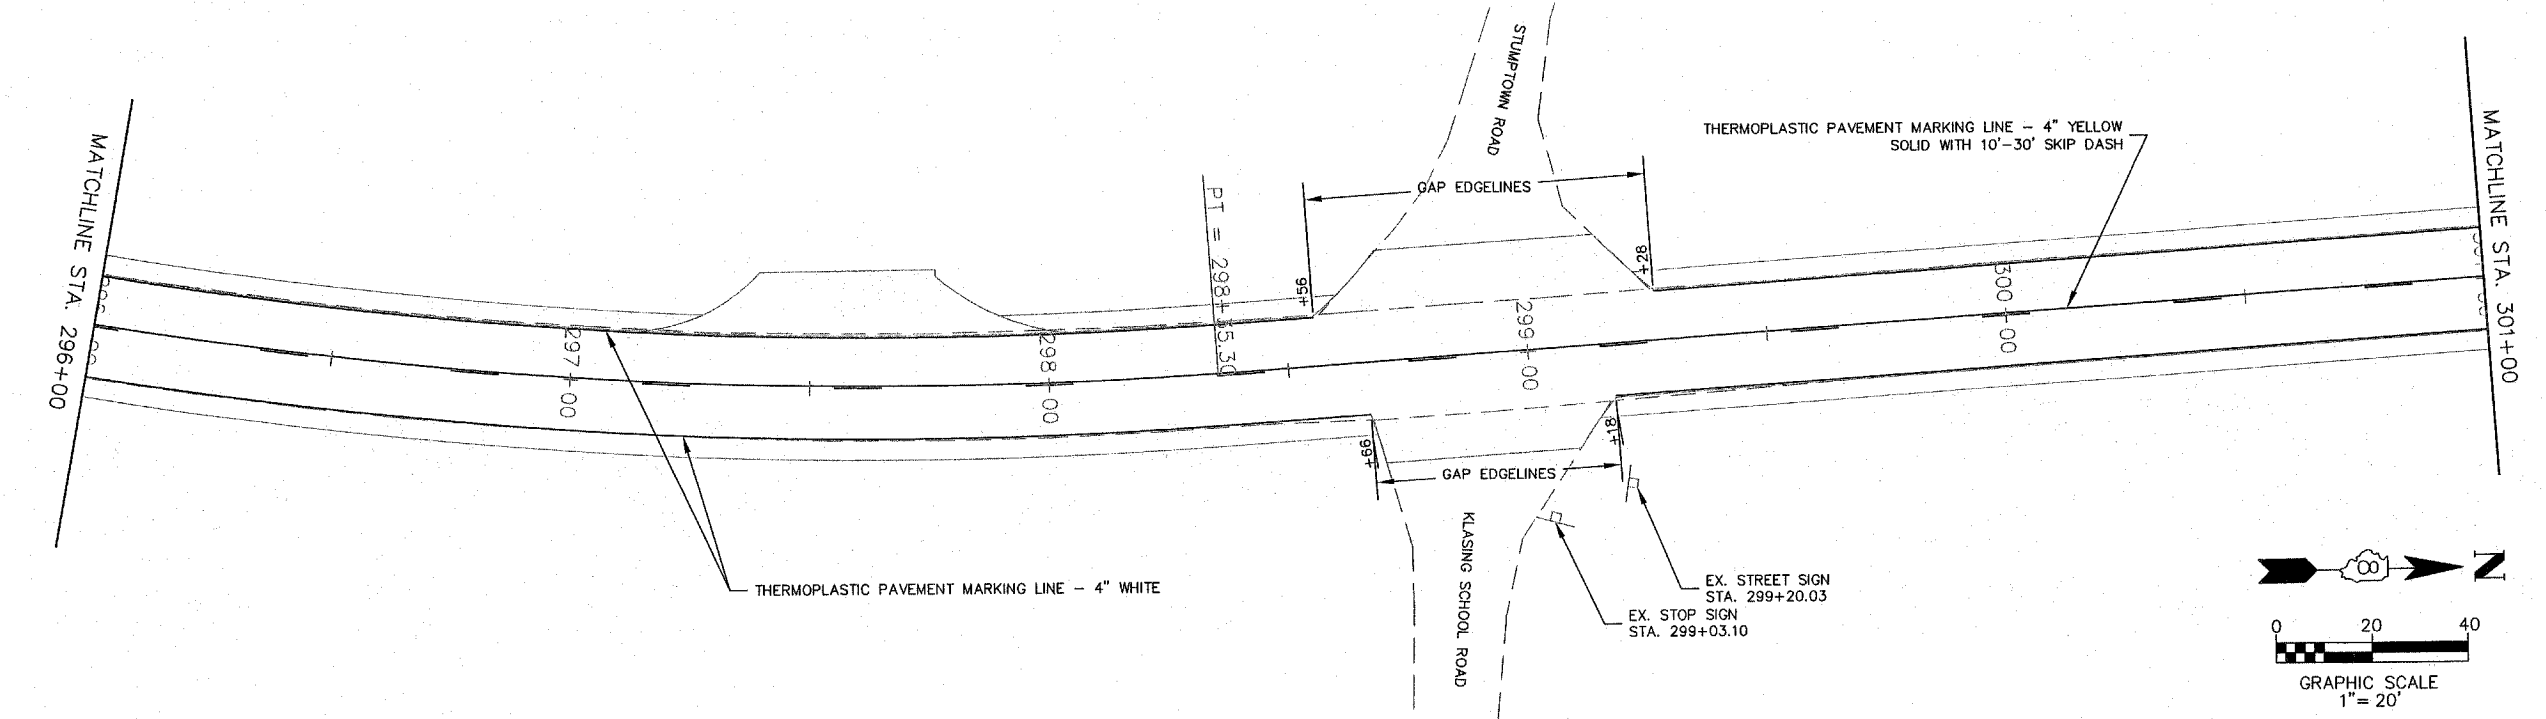 MATCHLINE STA. 296+00
297+00
298+00
PT = 298+35.30
+56
GAP EDGELINES
+28
STUMPTOWN ROAD
299+00
300+00
THERMOPLASTIC PAVEMENT MARKING LINE - 4" YELLOW
SOLID WITH 10'-30' SKIP DASH
MATCHLINE STA. 301+00
+66
GAP EDGELINES
+18
KLASING SCHOOL ROAD
THERMOPLASTIC PAVEMENT MARKING LINE - 4" WHITE
EX. STREET SIGN
STA. 299+20.03
EX. STOP SIGN
STA. 299+03.10
N
0 20 40
GRAPHIC SCALE
1"= 20'